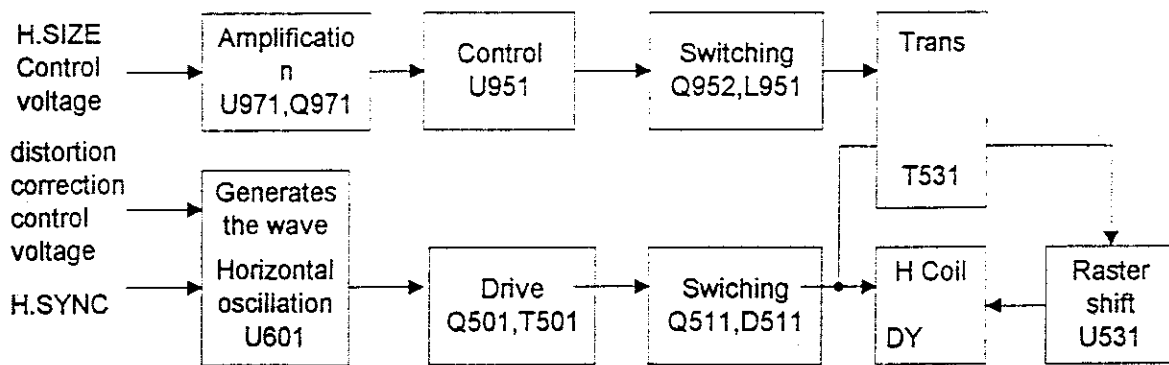 H.SIZE
Control
voltage
Amplificatio
n
U971,Q971
Control
U951
Switching
Q952,L951
Trans
T531
distortion
correction
control
voltage
H.SYNC
Generates
the wave
Horizontal
oscillation
U601
Drive
Q501,T501
Swiching
Q511,D511
H Coil
DY
Raster
shift
U531